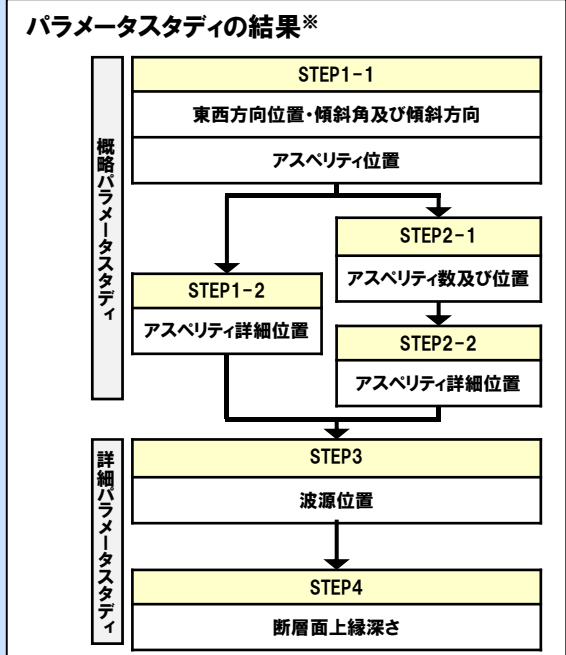 パラメータスタディの結果※
概略パラメータスタディ
STEP1-1
東西方向位置・傾斜角及び傾斜方向
アスペリティ位置
STEP2-1
アスペリティ数及び位置
STEP1-2
アスペリティ詳細位置
STEP2-2
アスペリティ詳細位置
詳細パラメータスタディ
STEP3
波源位置
STEP4
断層面上縁深さ